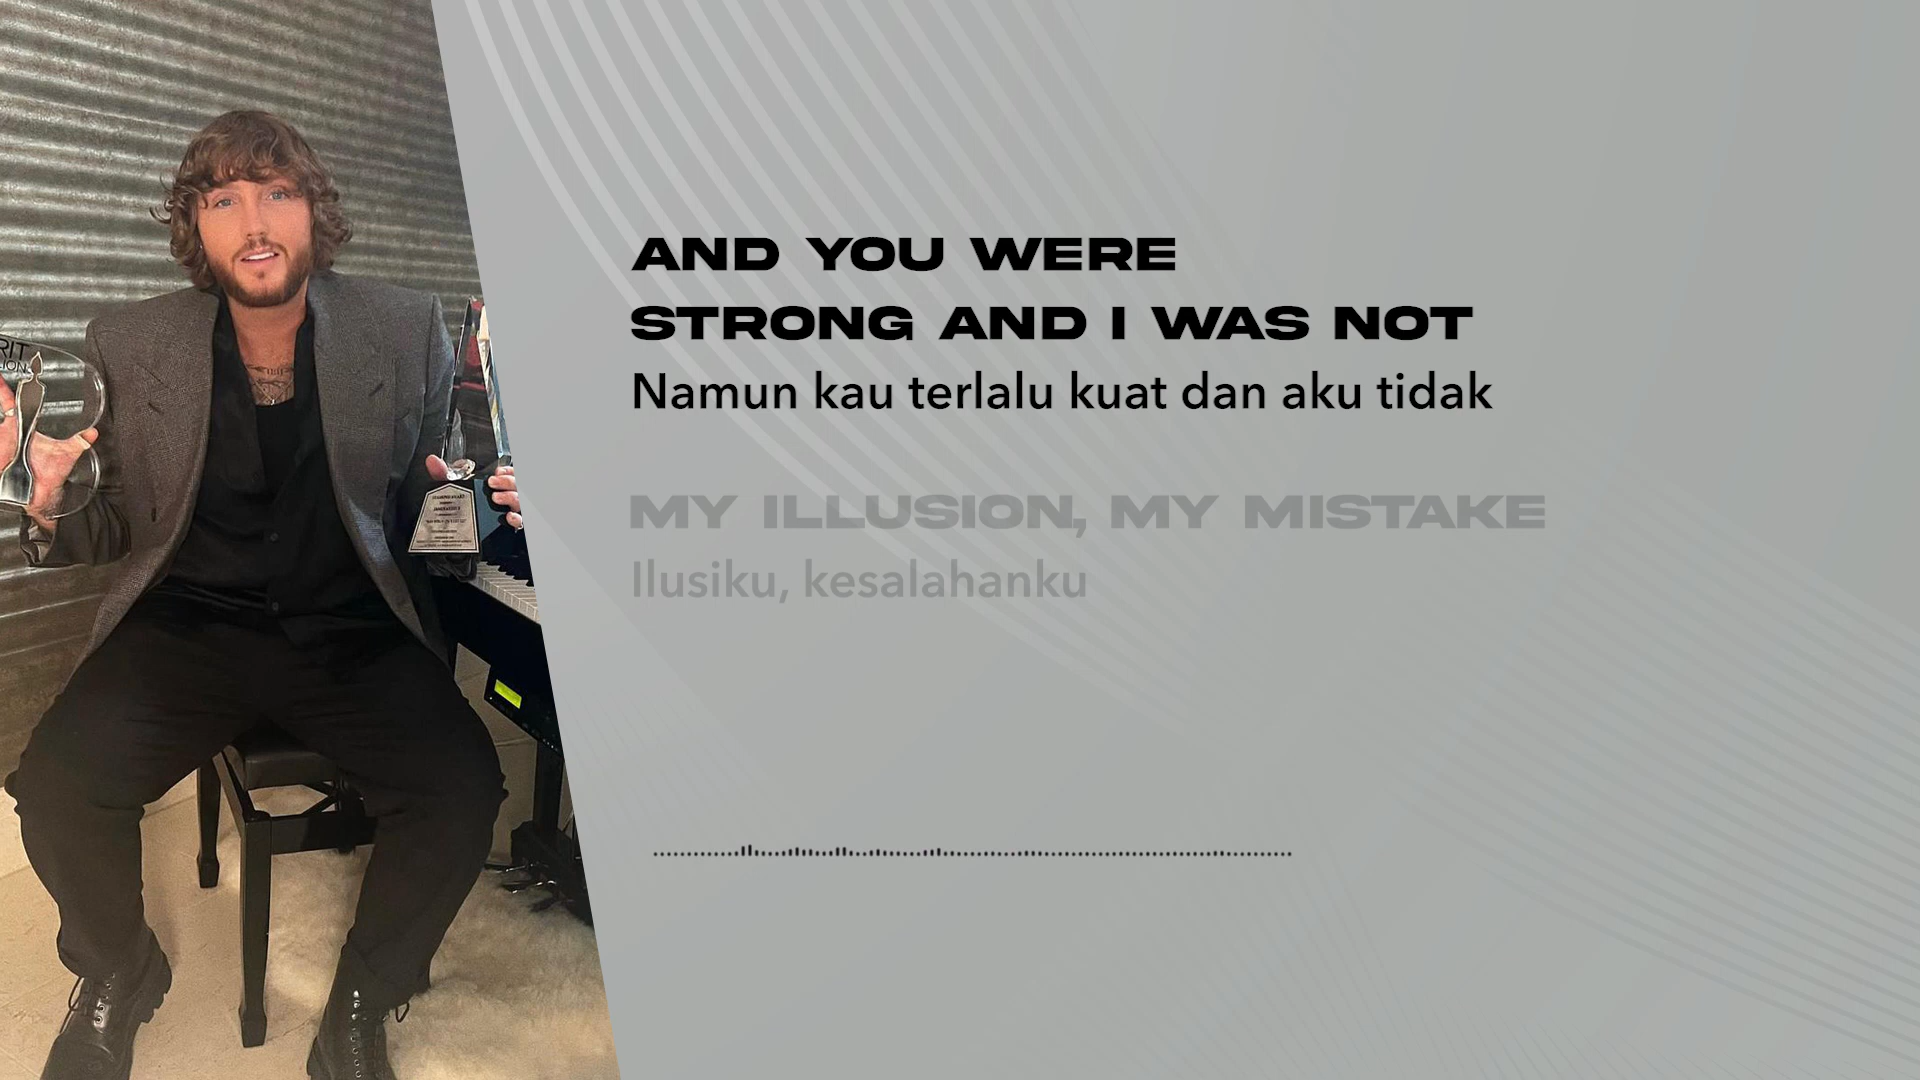 AND YOU WERE
STRONG AND I WAS NOT
Namun kau terlalu kuat dan aku tidak
MY ILLUSION, MY MISTAKE
Ilusiku, kesalahanku